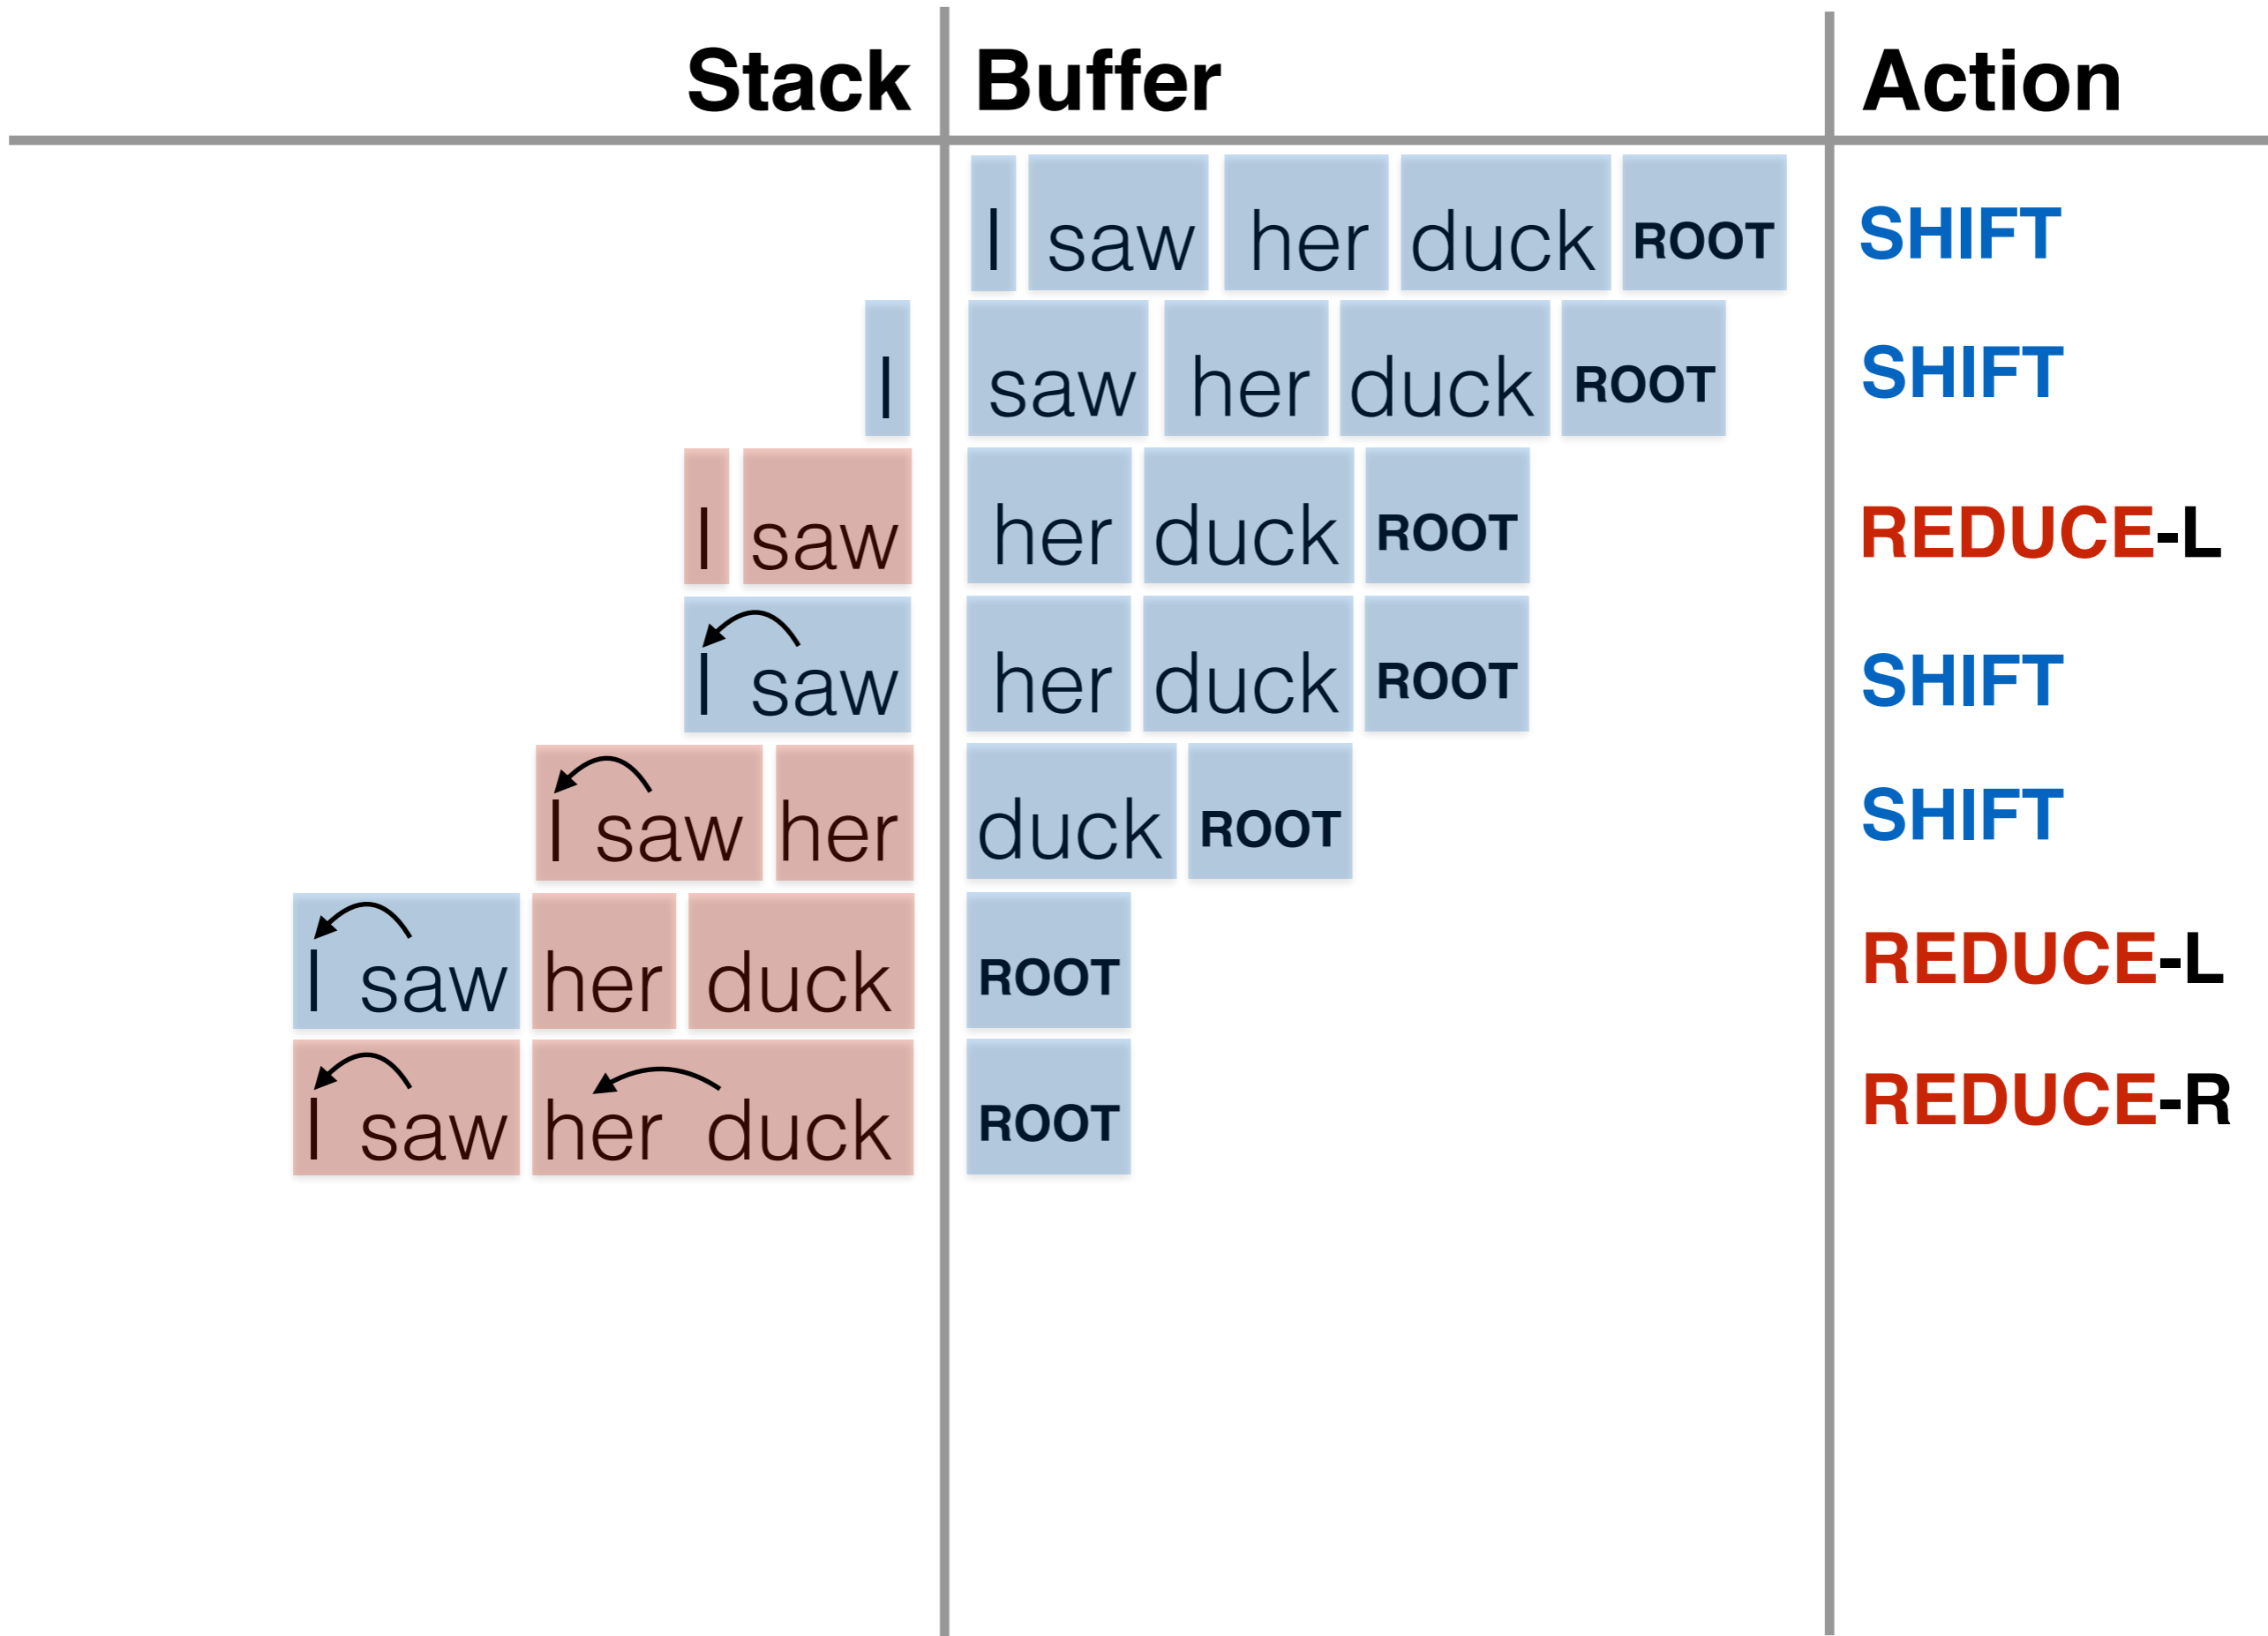 Stack Buffer Action
I saw her duck ROOT SHIFT
I saw her duck ROOT SHIFT
I saw her duck ROOT REDUCE-L
I saw her duck ROOT SHIFT
I saw her duck ROOT SHIFT
I saw her duck ROOT REDUCE-L
I saw her duck ROOT REDUCE-R